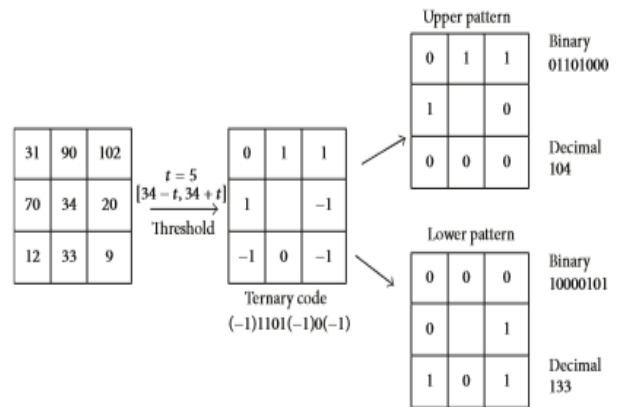 31 90 102
70 34 20
12 33 9
t = 5
[34 − t, 34 + t]
Threshold
0 1 1
1 −1
−1 0 −1
Ternary code
(−1)1101(−1)0(−1)
Upper pattern
0 1 1
1 0
0 0 0
Binary
01101000
Decimal
104
Lower pattern
0 0 0
0 1
1 0 1
Binary
10000101
Decimal
133